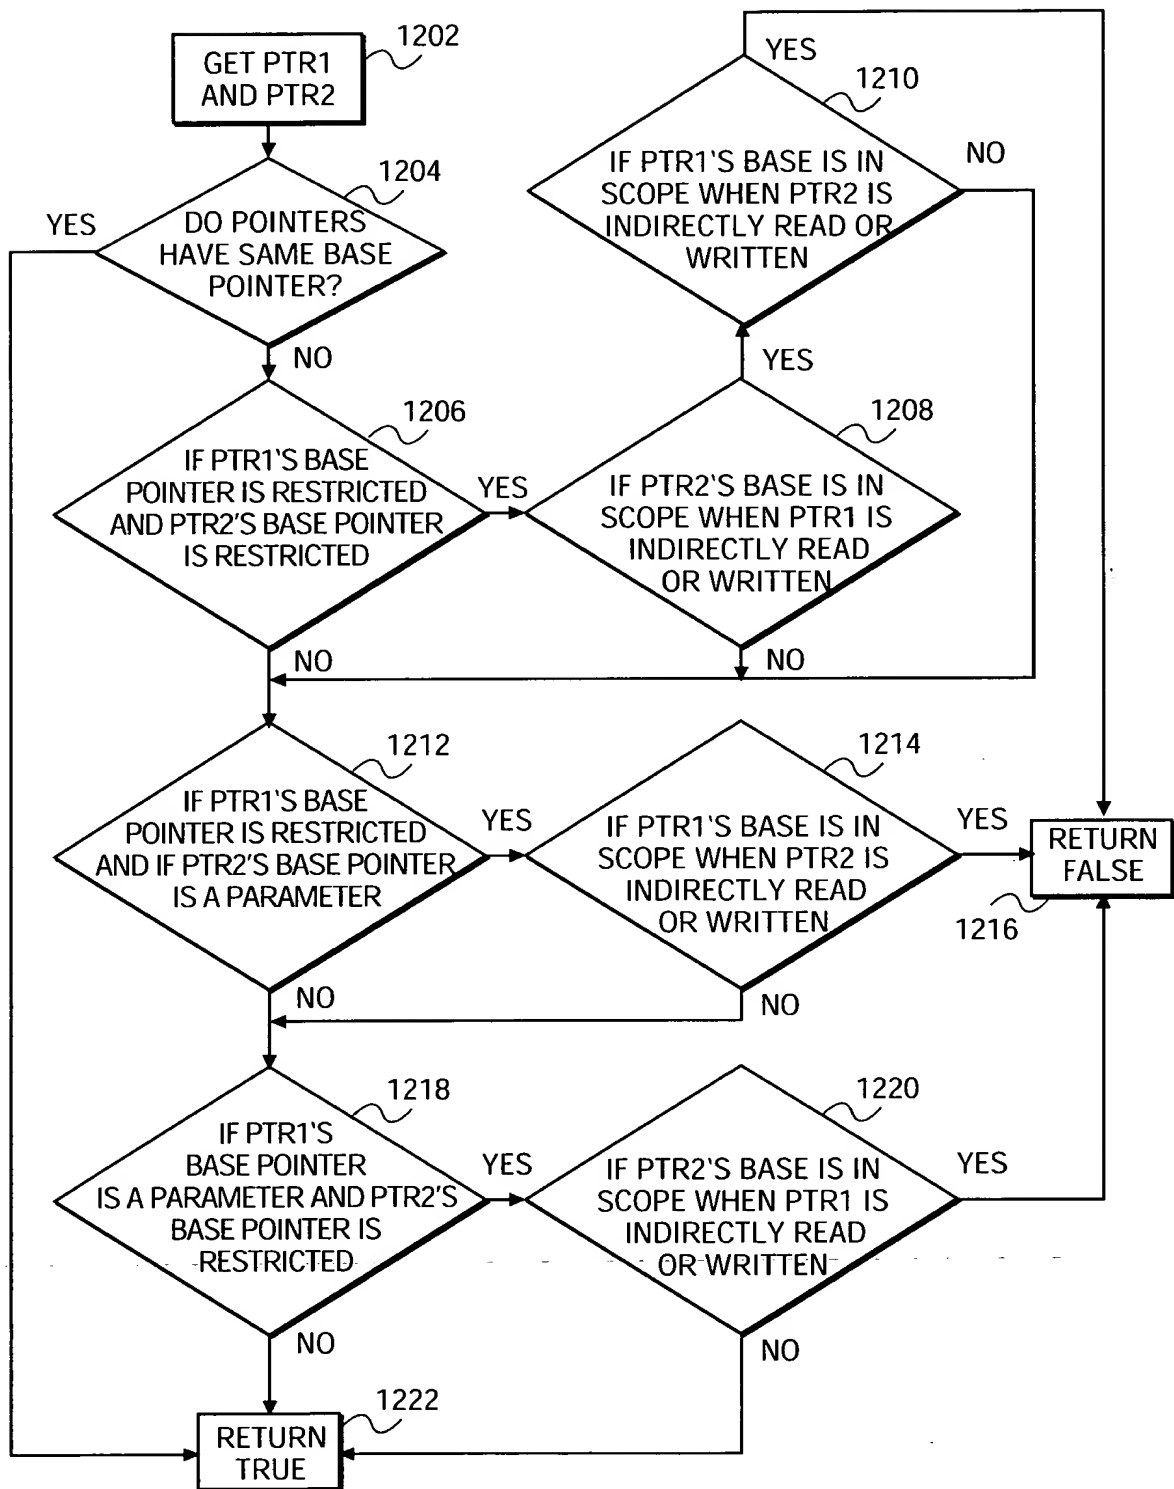 GET PTR1
AND PTR2
1202
DO POINTERS
HAVE SAME BASE
POINTER?
1204
YES
NO
IF PTR1'S BASE
POINTER IS RESTRICTED
AND PTR2'S BASE POINTER
IS RESTRICTED
1206
YES
NO
IF PTR2'S BASE IS IN
SCOPE WHEN PTR1 IS
INDIRECTLY READ
OR WRITTEN
1208
YES
NO
IF PTR1'S BASE IS IN
SCOPE WHEN PTR2 IS
INDIRECTLY READ OR
WRITTEN
1210
YES
NO
IF PTR1'S BASE
POINTER IS RESTRICTED
AND IF PTR2'S BASE POINTER
IS A PARAMETER
1212
YES
NO
IF PTR1'S BASE IS IN
SCOPE WHEN PTR2 IS
INDIRECTLY READ
OR WRITTEN
1214
YES
NO
RETURN
FALSE
1216
IF PTR1'S
BASE POINTER
IS A PARAMETER AND PTR2'S
BASE POINTER IS
RESTRICTED
1218
YES
NO
IF PTR2'S BASE IS IN
SCOPE WHEN PTR1 IS
INDIRECTLY READ
OR WRITTEN
1220
YES
NO
RETURN
TRUE
1222